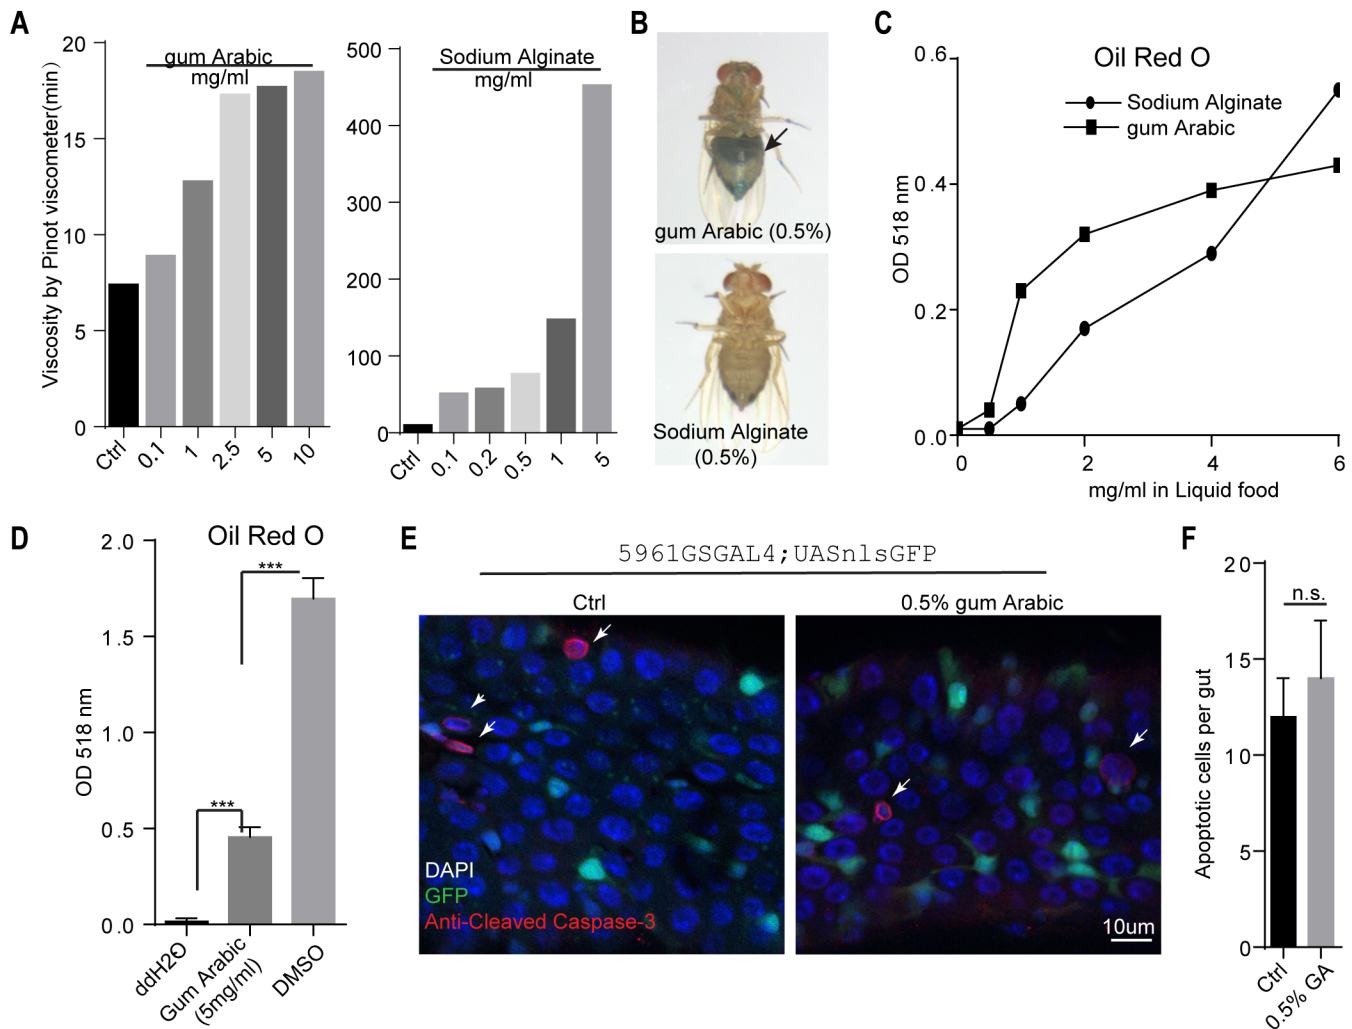 A
Viscosity by Pinot viscometer(min)
20
15
10
5
0
gum Arabic
mg/ml
Ctrl
0.1
1
2.5
5
10
500
400
300
200
100
0
Sodium Alginate
mg/ml
Ctrl
0.1
0.2
0.5
1
5
B
gum Arabic (0.5%)
Sodium Alginate
(0.5%)
C
Oil Red O
Sodium Alginate
gum Arabic
OD 518 nm
0.6
0.4
0.2
0.0
0
2
4
6
mg/ml in Liquid food
D
Oil Red O
OD 518 nm
2.0
1.5
1.0
0.5
0.0
***
***
ddH2O
Gum Arabic
(5mg/ml)
DMSO
E
5961GSGAL4;UASnlsGFP
Ctrl
0.5% gum Arabic
DAPI
GFP
Anti-Cleaved Caspase-3
10um
F
Apoptotic cells per gut
20
15
10
5
0
n.s.
Ctrl
0.5% GA